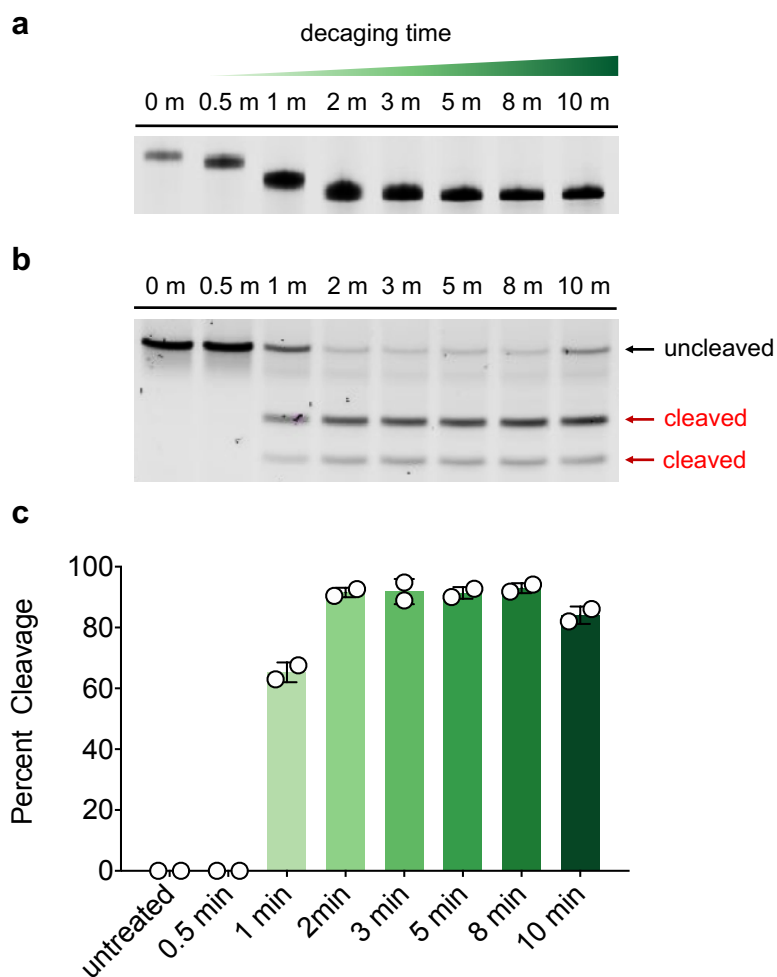 a
decaging time
0 m 0.5 m 1 m 2 m 3 m 5 m 8 m 10 m
b
0 m 0.5 m 1 m 2 m 3 m 5 m 8 m 10 m
uncleaved
cleaved
cleaved
c
Percent Cleavage
100
80
60
40
20
0
untreated 0.5 min 1 min 2min 3 min 5 min 8 min 10 min